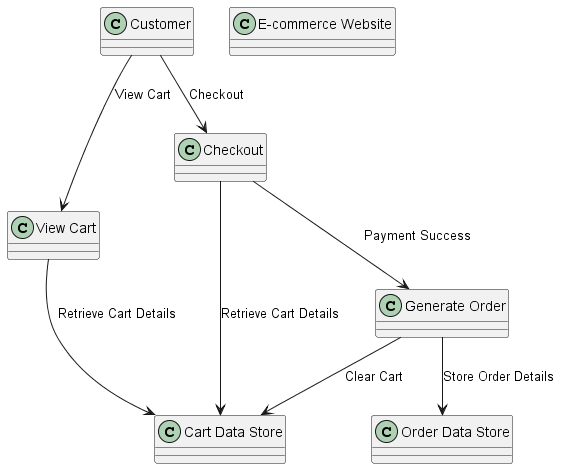 C Customer
C E-commerce Website
View Cart
Checkout
C Checkout
C View Cart
Payment Success
C Generate Order
Retrieve Cart Details
Retrieve Cart Details
Clear Cart
Store Order Details
C Cart Data Store
C Order Data Store